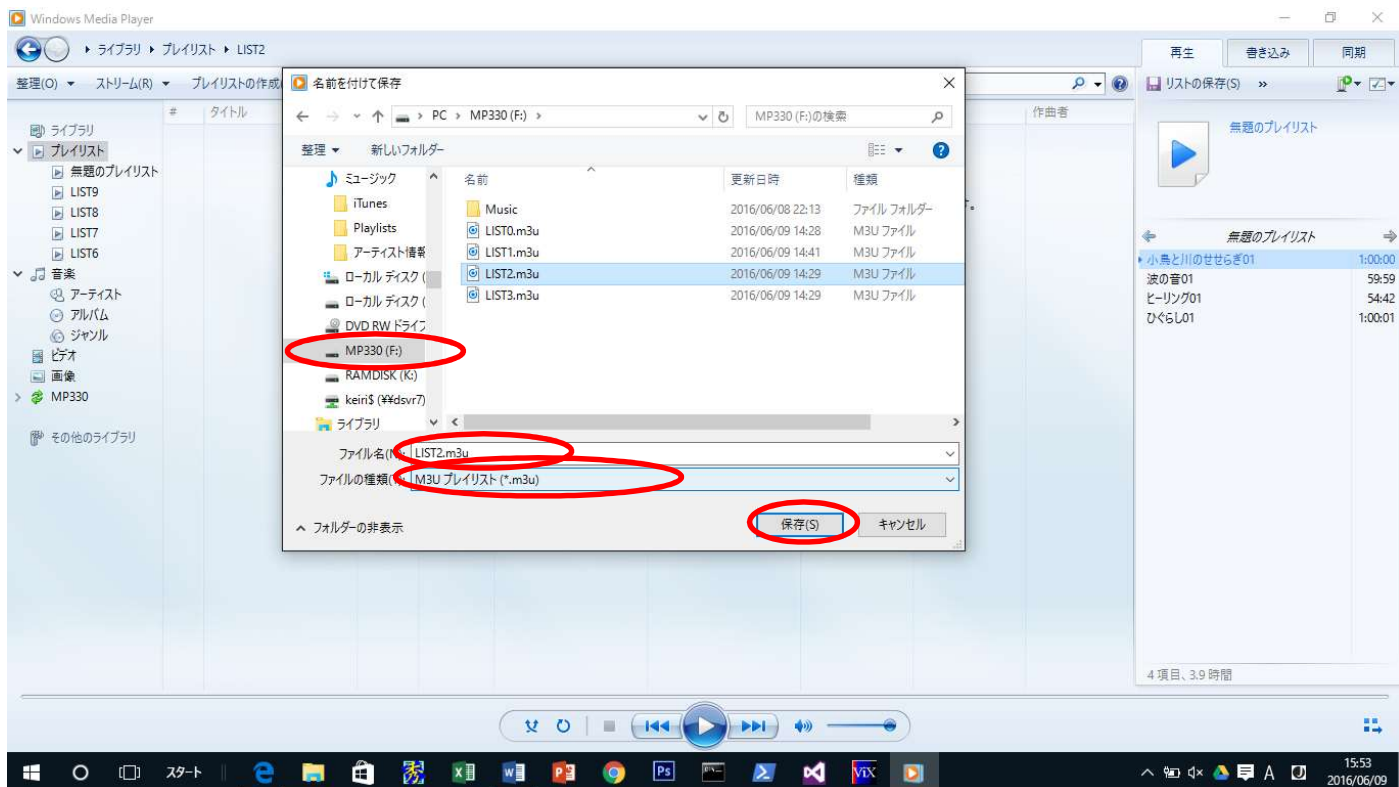 Windows Media Player
ライブラリ ▸ プレイリスト ▸ LIST2
再生 書き込み 同期
整理(O) ストリーム(R) プレイリストの作成(
リストの保存(S) »
# タイトル
作曲者
ライブラリ
プレイリスト
無題のプレイリスト
LIST9
LIST8
LIST7
LIST6
音楽
アーティスト
アルバム
ジャンル
ビデオ
画像
MP330
その他のライブラリ
名前を付けて保存
PC › MP330 (F:) ›
MP330 (F:)の検索
整理 新しいフォルダー
ミュージック
iTunes
Playlists
アーティスト情報
ローカル ディスク (
ローカル ディスク (
DVD RW ドライブ
MP330 (F:)
RAMDISK (K:)
keiri$ (¥¥dsvr7)
ライブラリ
名前 更新日時 種類
Music 2016/06/08 22:13 ファイル フォルダー
LIST0.m3u 2016/06/09 14:28 M3U ファイル
LIST1.m3u 2016/06/09 14:41 M3U ファイル
LIST2.m3u 2016/06/09 14:29 M3U ファイル
LIST3.m3u 2016/06/09 14:29 M3U ファイル
す。
ファイル名(N): LIST2.m3u
ファイルの種類(T): M3U プレイリスト (*.m3u)
フォルダーの非表示
保存(S) キャンセル
無題のプレイリスト
無題のプレイリスト
小鳥と川のせせらぎ01 1:00:00
波の音01 59:59
ヒーリング01 54:42
ひぐらし01 1:00:01
4 項目、3.9 時間
スタート
秀
Ps
ViX
A
15:53
2016/06/09